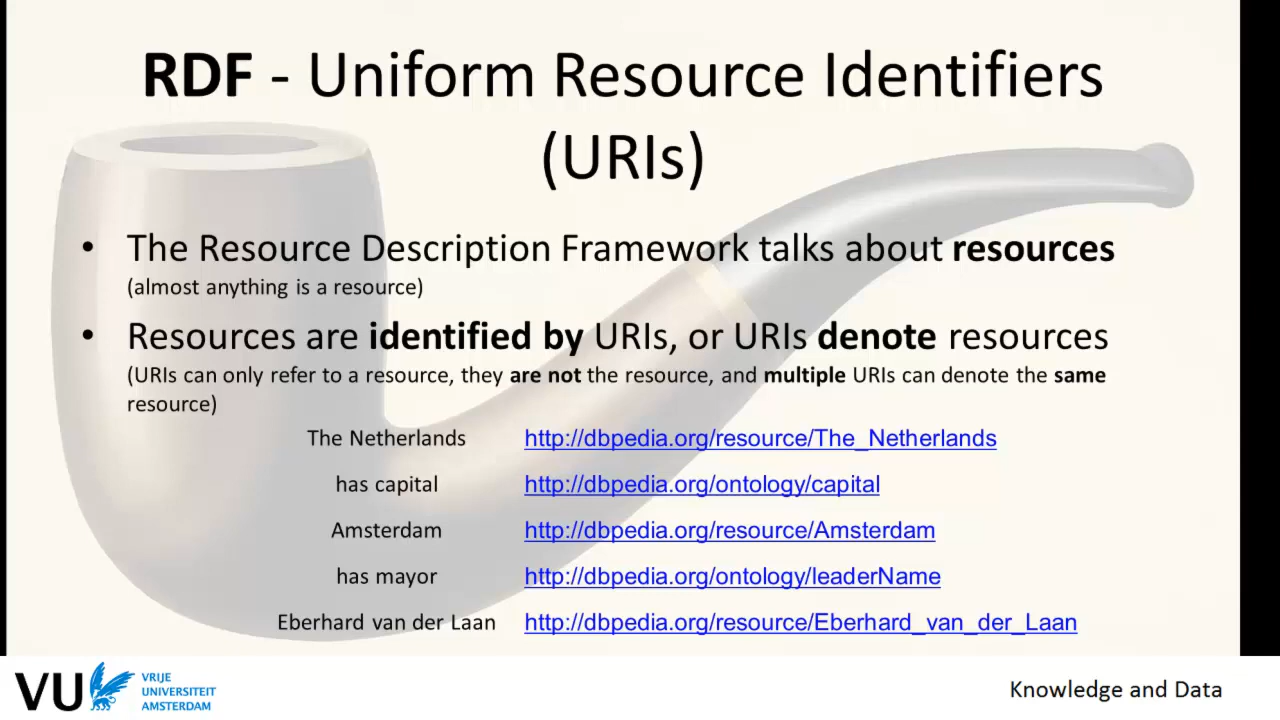 RDF - Uniform Resource Identifiers
(URIs)
• The Resource Description Framework talks about resources
(almost anything is a resource)
• Resources are identified by URIs, or URIs denote resources
(URIs can only refer to a resource, they are not the resource, and multiple URIs can denote the same
resource)
The Netherlands http://dbpedia.org/resource/The_Netherlands
has capital http://dbpedia.org/ontology/capital
Amsterdam http://dbpedia.org/resource/Amsterdam
has mayor http://dbpedia.org/ontology/leaderName
Eberhard van der Laan http://dbpedia.org/resource/Eberhard_van_der_Laan
VU VRIJE
UNIVERSITEIT
AMSTERDAM
Knowledge and Data